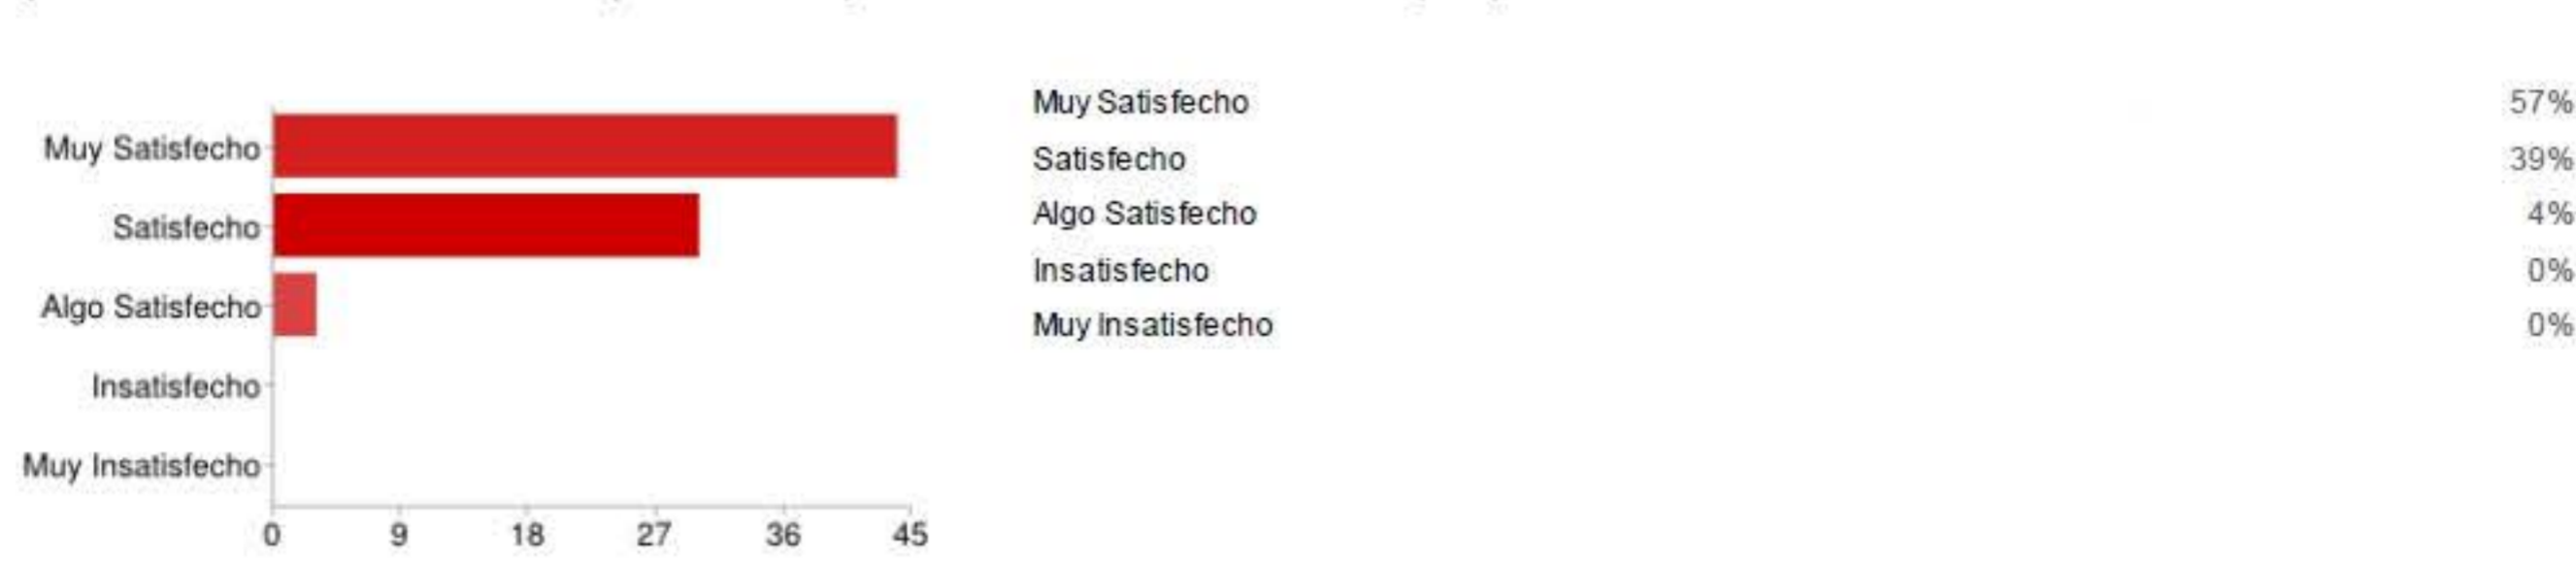 Muy Satisfecho
Satisfecho
Algo Satisfecho
Insatisfecho
Muy Insatisfecho
0 9 18 27 36 45
Muy Satisfecho 57%
Satisfecho 39%
Algo Satisfecho 4%
Insatisfecho 0%
Muy Insatisfecho 0%